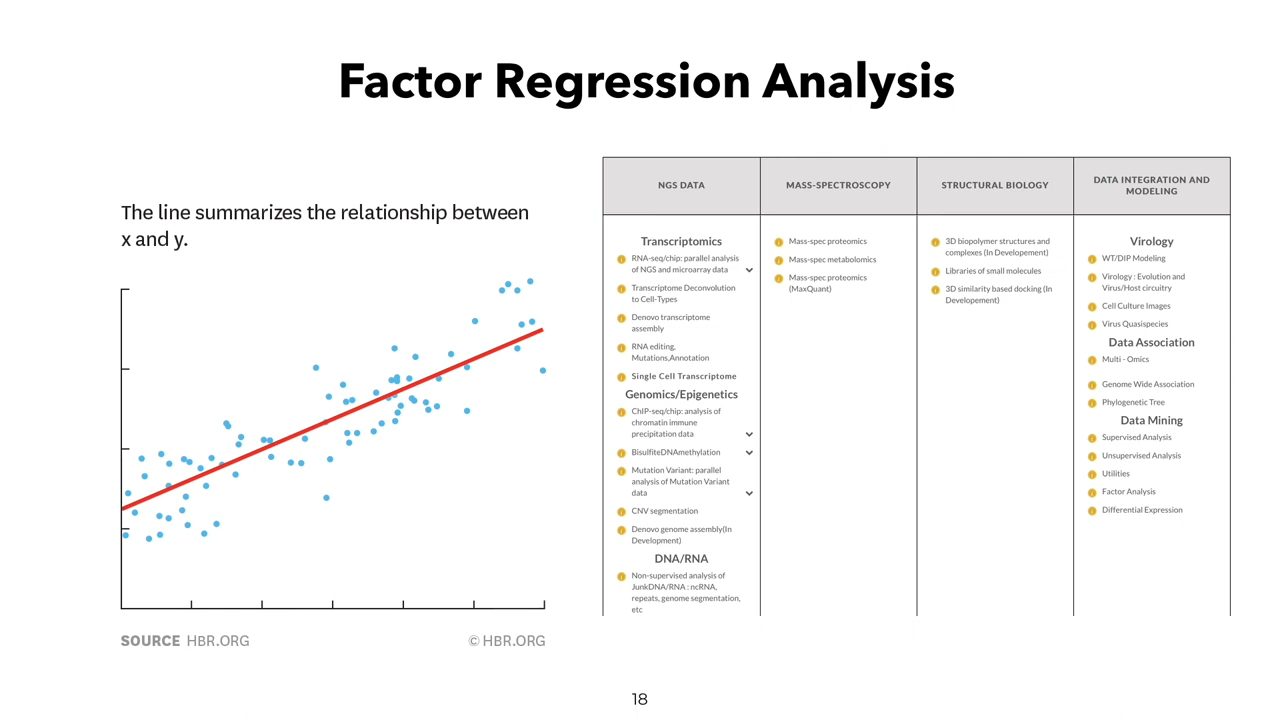 Factor Regression Analysis
The line summarizes the relationship between
x and y.
SOURCE HBR.ORG
© HBR.ORG
NGS DATA
Transcriptomics
RNA-seq/chip: parallel analysis
of NGS and microarray data
Transcriptome Deconvolution
to Cell-Types
Denovo transcriptome
assembly
RNA editing,
Mutations,Annotation
Single Cell Transcriptome
Genomics/Epigenetics
ChIP-seq/chip: analysis of
chromatin immune
precipitation data
BisulfiteDNAmethylation
Mutation Variant: parallel
analysis of Mutation Variant
data
CNV segmentation
Denovo genome assembly(In
Development)
DNA/RNA
Non-supervised analysis of
JunkDNA/RNA : ncRNA,
repeats, genome segmentation,
etc
MASS-SPECTROSCOPY
Mass-spec proteomics
Mass-spec metabolomics
Mass-spec proteomics
(MaxQuant)
STRUCTURAL BIOLOGY
3D biopolymer structures and
complexes (In Developement)
Libraries of small molecules
3D similarity based docking (In
Developement)
DATA INTEGRATION AND
MODELING
Virology
WT/DIP Modeling
Virology : Evolution and
Virus/Host circuitry
Cell Culture Images
Virus Quasispecies
Data Association
Multi - Omics
Genome Wide Association
Phylogenetic Tree
Data Mining
Supervised Analysis
Unsupervised Analysis
Utilities
Factor Analysis
Differential Expression
18